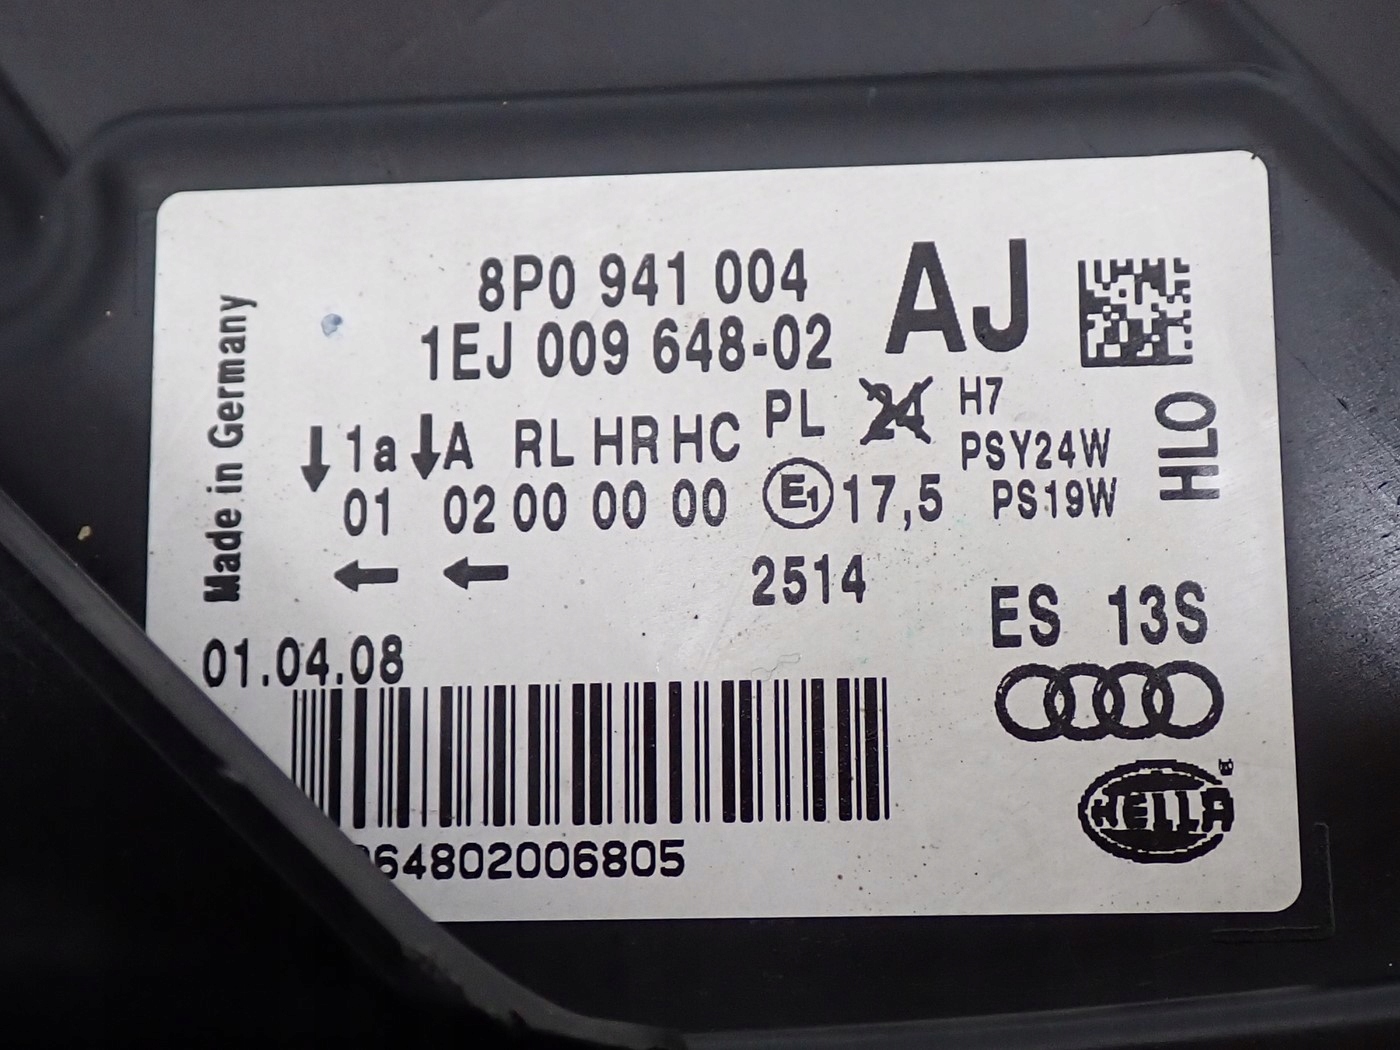 8P0 941 004 AJ
1EJ 009 648-02
Made in Germany
↓1a ↓A RL HR HC PL 24 H7
PSY24W
01 02 00 00 00 E1 17,5 PS19W
HL0
← ←
2514
ES 13S
01.04.08
64802006805
HELLA